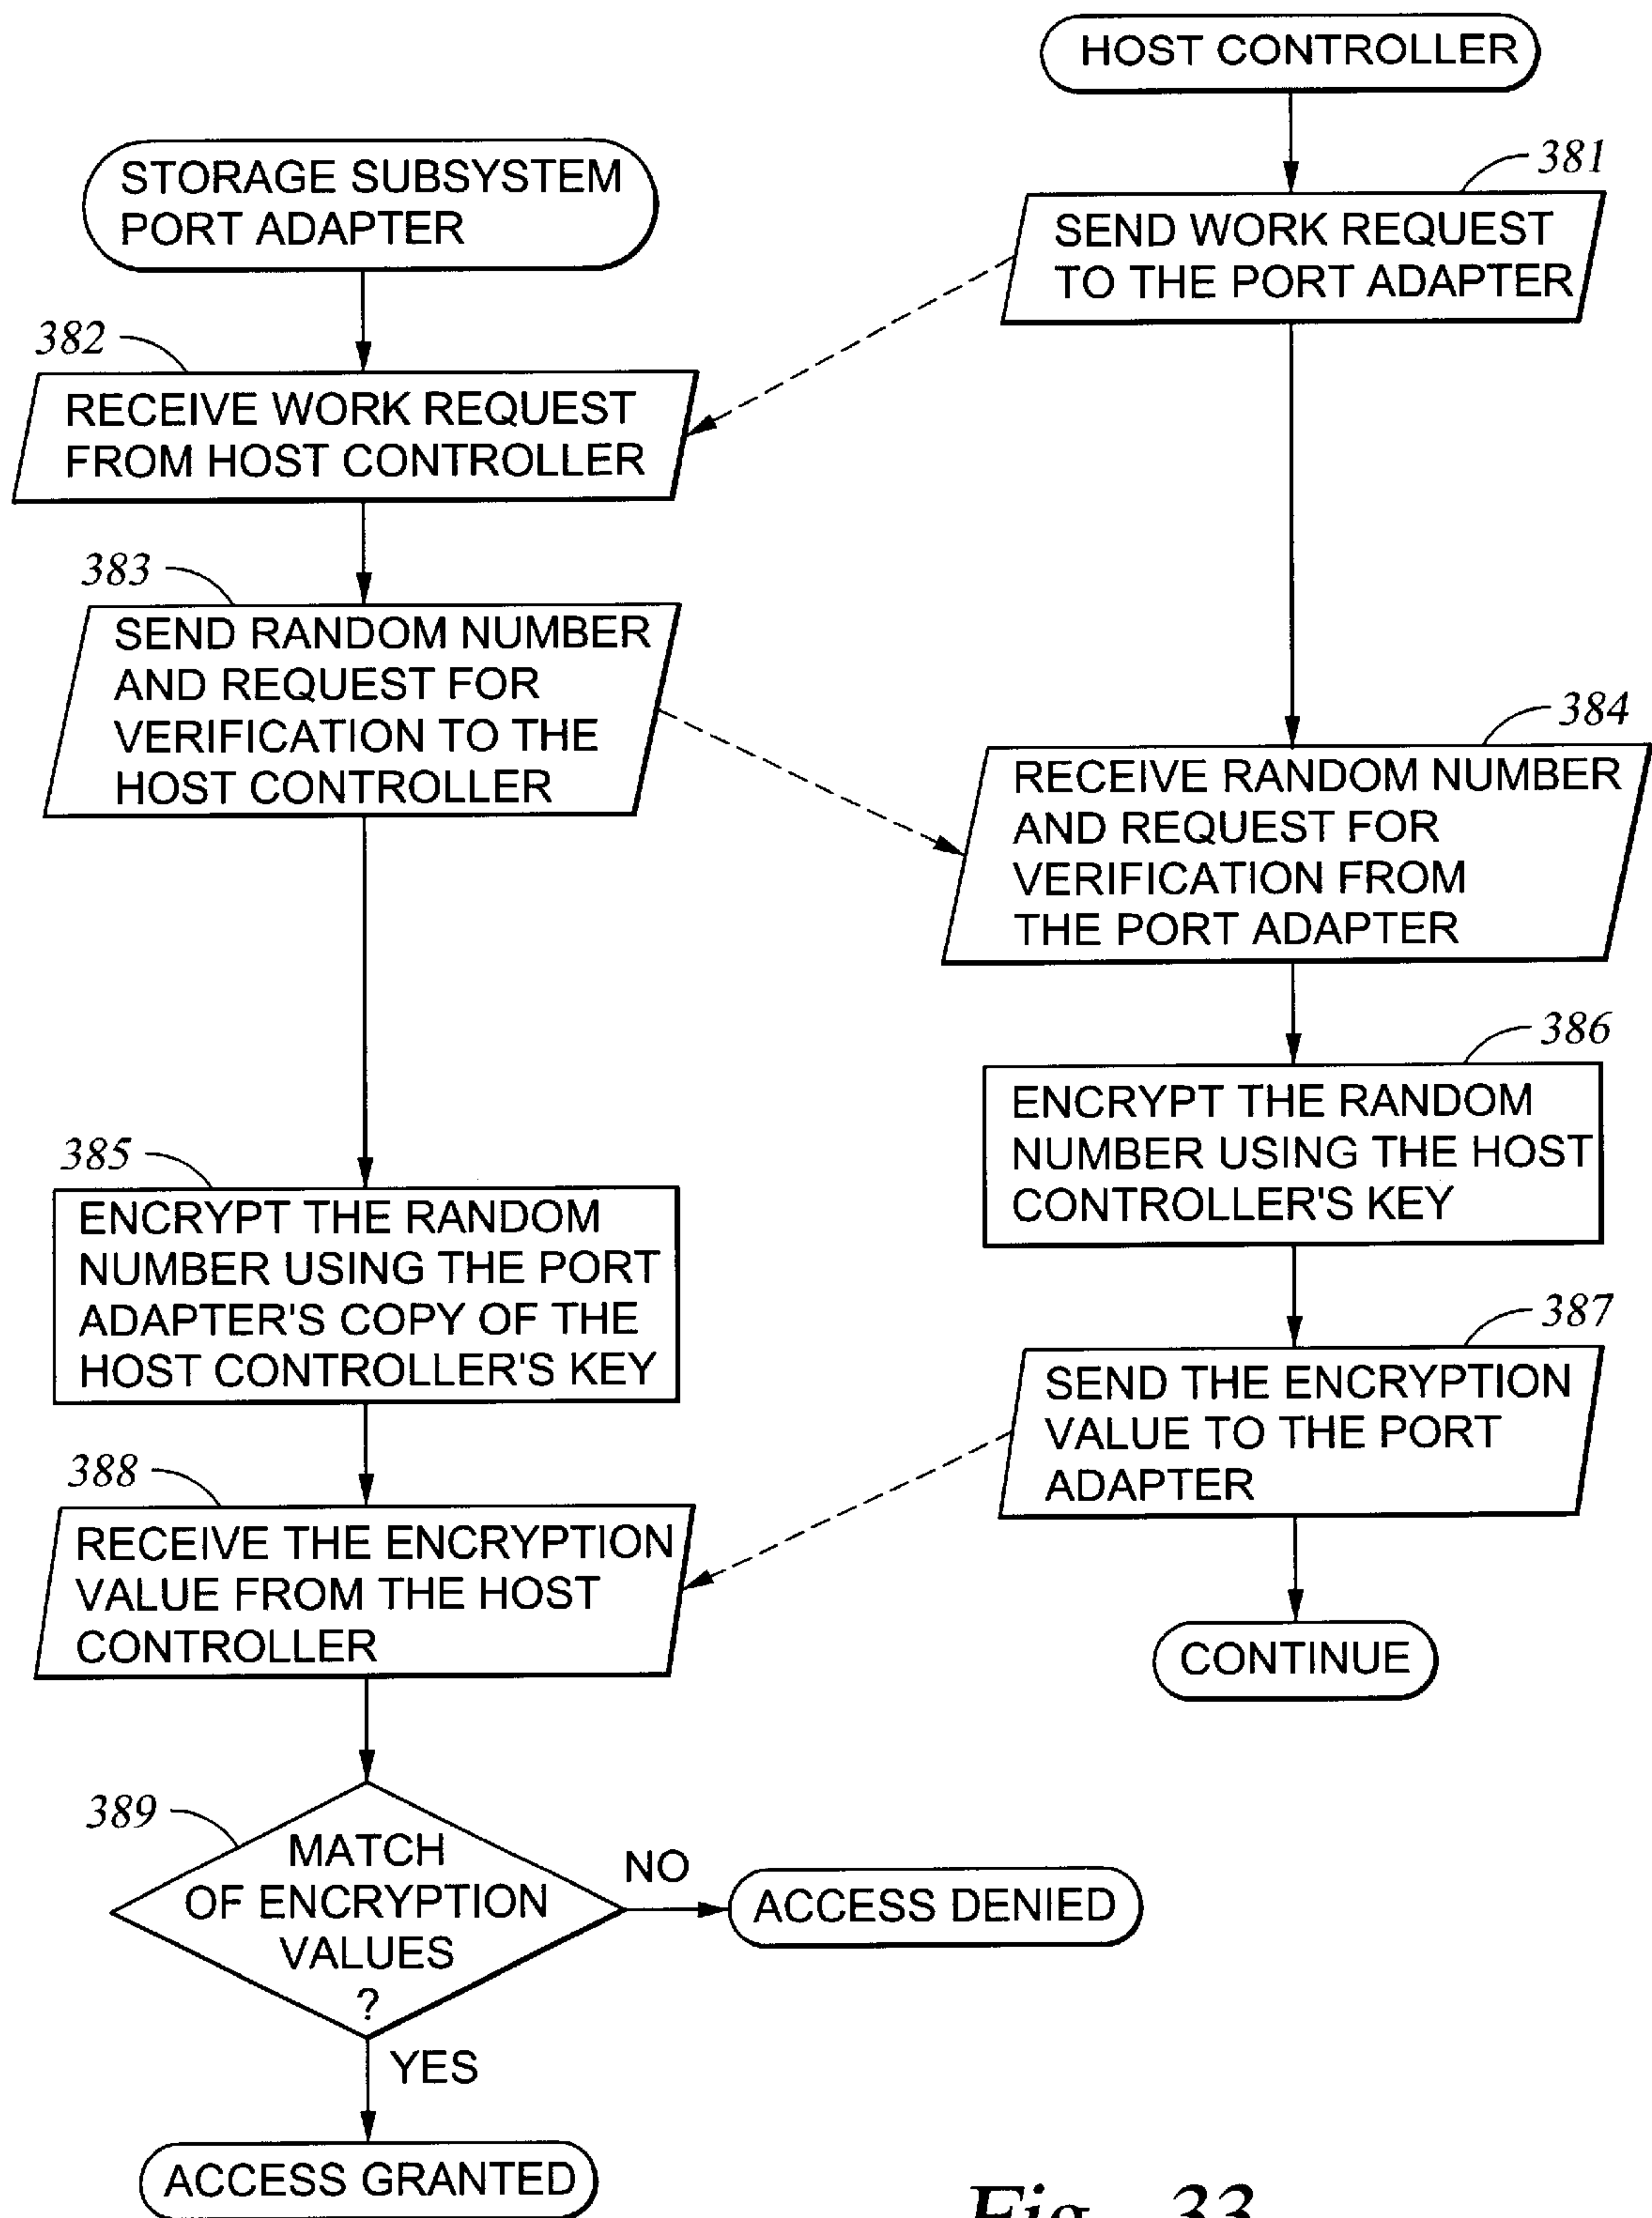 HOST CONTROLLER
STORAGE SUBSYSTEM
PORT ADAPTER
381
SEND WORK REQUEST
TO THE PORT ADAPTER
382
RECEIVE WORK REQUEST
FROM HOST CONTROLLER
383
SEND RANDOM NUMBER
AND REQUEST FOR
VERIFICATION TO THE
HOST CONTROLLER
384
RECEIVE RANDOM NUMBER
AND REQUEST FOR
VERIFICATION FROM
THE PORT ADAPTER
386
ENCRYPT THE RANDOM
NUMBER USING THE HOST
CONTROLLER'S KEY
385
ENCRYPT THE RANDOM
NUMBER USING THE PORT
ADAPTER'S COPY OF THE
HOST CONTROLLER'S KEY
387
SEND THE ENCRYPTION
VALUE TO THE PORT
ADAPTER
388
RECEIVE THE ENCRYPTION
VALUE FROM THE HOST
CONTROLLER
CONTINUE
389
MATCH
OF ENCRYPTION
VALUES
?
NO
ACCESS DENIED
YES
ACCESS GRANTED
Fig. 33